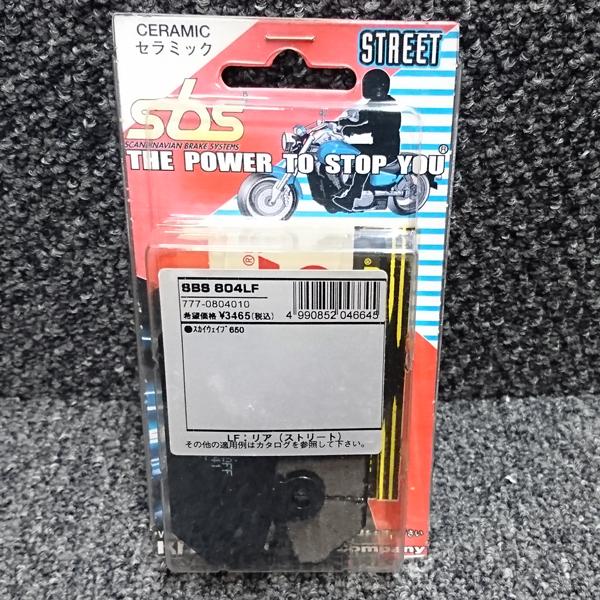 CERAMIC
セラミック
STREET
sbs
SCANDINAVIAN BRAKE SYSTEMS
THE POWER TO STOP YOU®
SBS 804LF
777-0804010
希望価格 ¥3465(税込)
4 990852 046645
●スカイウェイブ650
LF:リア (ストリート)
その他の適用例はカタログを参照して下さい。
ompany